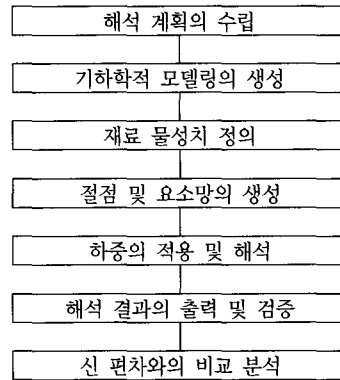 해석 계획의 수립
기하학적 모델링의 생성
재료 물성치 정의
절점 및 요소망의 생성
하중의 적용 및 해석
해석 결과의 출력 및 검증
신 편차와의 비교 분석